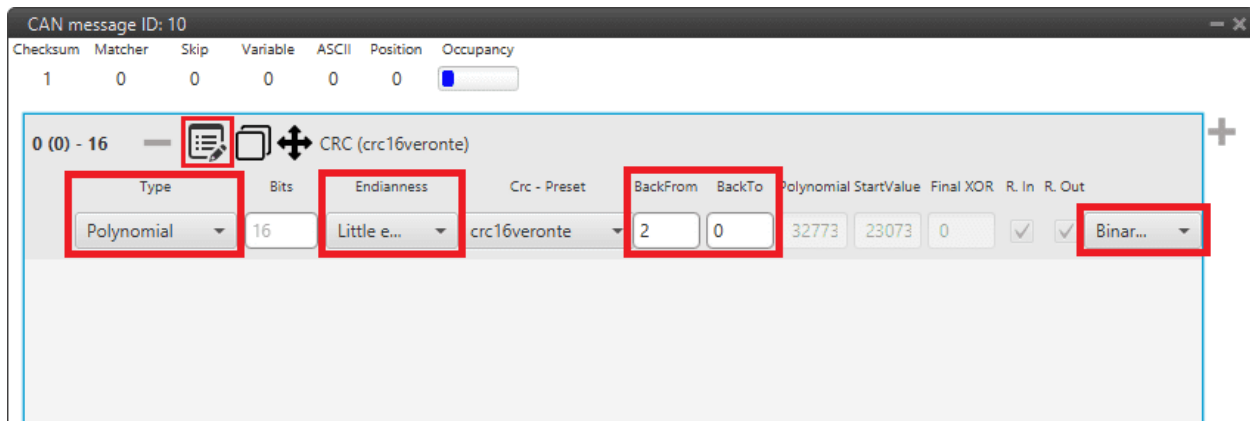 CAN message ID: 10
Checksum Matcher Skip Variable ASCII Position Occupancy
1 0 0 0 0 0
0 (0) - 16 CRC (crc16veronte)
Type Bits Endianness Crc - Preset BackFrom BackTo Polynomial StartValue Final XOR R. In R. Out
Polynomial 16 Little e... crc16veronte 2 0 32773 23073 0 Binar...